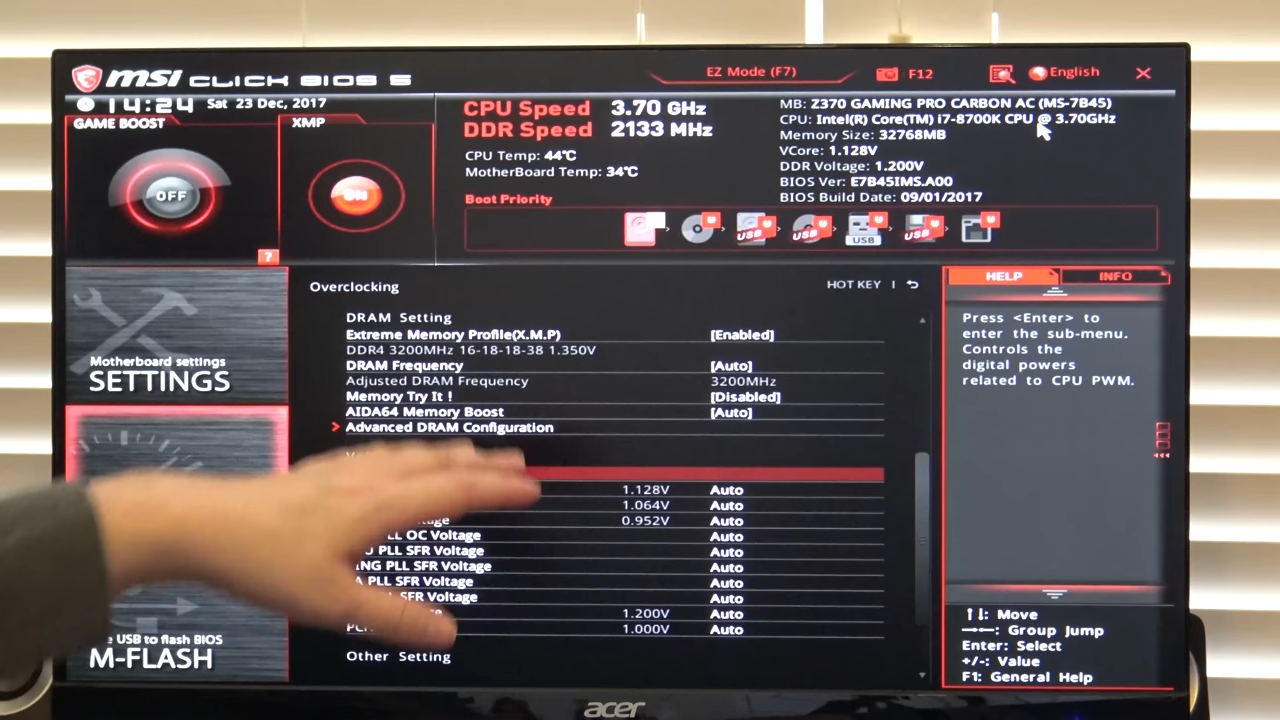 msi CLICK BIOS 5
EZ Mode (F7)
F12
English
14:24 Sat 23 Dec, 2017
GAME BOOST
OFF
XMP
ON
?
CPU Speed 3.70 GHz
DDR Speed 2133 MHz
CPU Temp: 44℃
MotherBoard Temp: 34℃
MB: Z370 GAMING PRO CARBON AC (MS-7B45)
CPU: Intel(R) Core(TM) i7-8700K CPU @ 3.70GHz
Memory Size: 32768MB
VCore: 1.128V
DDR Voltage: 1.200V
BIOS Ver: E7B45IMS.A00
BIOS Build Date: 09/01/2017
Boot Priority
USB
USB
USB
USB
Motherboard settings
SETTINGS
USB to flash BIOS
M-FLASH
Overclocking
HOT KEY
DRAM Setting
Extreme Memory Profile(X.M.P) [Enabled]
DDR4 3200MHz 16-18-18-38 1.350V
DRAM Frequency [Auto]
Adjusted DRAM Frequency 3200MHz
Memory Try It ! [Disabled]
AIDA64 Memory Boost [Auto]
> Advanced DRAM Configuration
1.128V Auto
1.064V Auto
0.952V Auto
OC Voltage Auto
PLL SFR Voltage Auto
PLL SFR Voltage Auto
PLL SFR Voltage Auto
SFR Voltage Auto
1.200V Auto
1.000V Auto
Other Setting
HELP
INFO
Press <Enter> to
enter the sub-menu.
Controls the
digital powers
related to CPU PWM.
↑↓: Move
→←: Group Jump
Enter: Select
+/-: Value
F1: General Help
acer